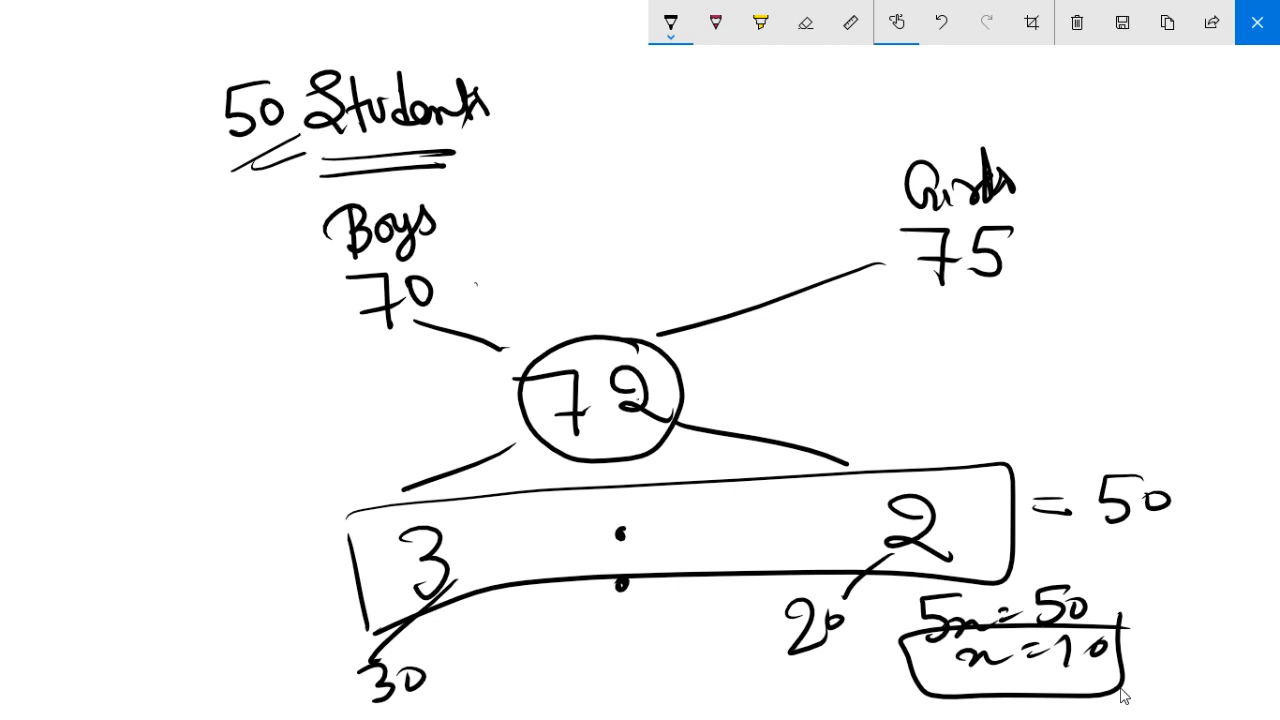 50 Students
Boys
70
Girls
75
72
3 : 2 = 50
30
20
5x = 50
x = 10